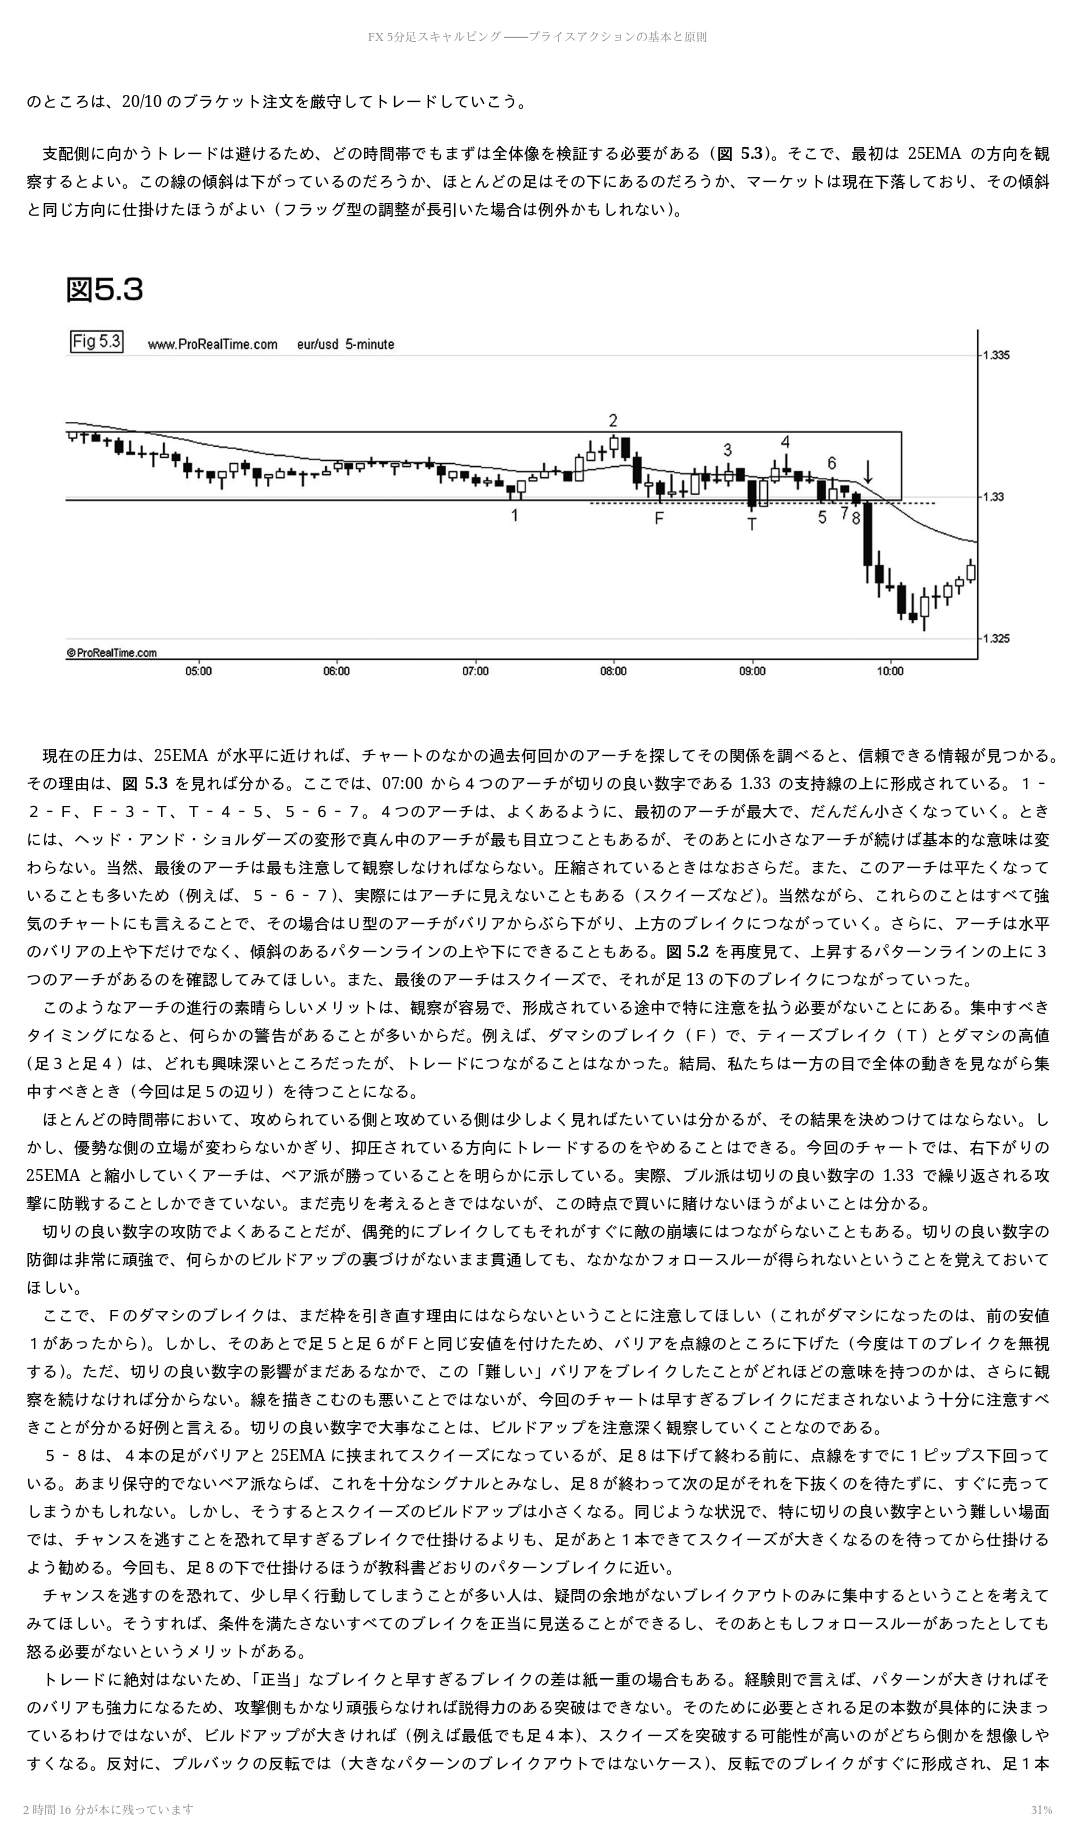 FX 5分足スキャルピング ――プライスアクションの基本と原則
のところは、20/10 のブラケット注文を厳守してトレードしていこう。
支配側に向かうトレードは避けるため、どの時間帯でもまずは全体像を検証する必要がある（図 5.3）。そこで、最初は 25EMA の方向を観
察するとよい。この線の傾斜は下がっているのだろうか、ほとんどの足はその下にあるのだろうか、マーケットは現在下落しており、その傾斜
と同じ方向に仕掛けたほうがよい（フラッグ型の調整が長引いた場合は例外かもしれない）。
図5.3
Fig 5.3 www.ProRealTime.com eur/usd 5-minute
1.335
2
3
4
6
1.33
1
F
T
5
7
8
1.325
©ProRealTime.com
05:00 06:00 07:00 08:00 09:00 10:00
現在の圧力は、25EMA が水平に近ければ、チャートのなかの過去何回かのアーチを探してその関係を調べると、信頼できる情報が見つかる。
その理由は、図 5.3 を見れば分かる。ここでは、07:00 から４つのアーチが切りの良い数字である 1.33 の支持線の上に形成されている。１‐
２‐Ｆ、Ｆ‐３‐Ｔ、Ｔ‐４‐５、５‐６‐７。４つのアーチは、よくあるように、最初のアーチが最大で、だんだん小さくなっていく。とき
には、ヘッド・アンド・ショルダーズの変形で真ん中のアーチが最も目立つこともあるが、そのあとに小さなアーチが続けば基本的な意味は変
わらない。当然、最後のアーチは最も注意して観察しなければならない。圧縮されているときはなおさらだ。また、このアーチは平たくなって
いることも多いため（例えば、５‐６‐７）、実際にはアーチに見えないこともある（スクイーズなど）。当然ながら、これらのことはすべて強
気のチャートにも言えることで、その場合はＵ型のアーチがバリアからぶら下がり、上方のブレイクにつながっていく。さらに、アーチは水平
のバリアの上や下だけでなく、傾斜のあるパターンラインの上や下にできることもある。図 5.2 を再度見て、上昇するパターンラインの上に３
つのアーチがあるのを確認してみてほしい。また、最後のアーチはスクイーズで、それが足 13 の下のブレイクにつながっていった。
このようなアーチの進行の素晴らしいメリットは、観察が容易で、形成されている途中で特に注意を払う必要がないことにある。集中すべき
タイミングになると、何らかの警告があることが多いからだ。例えば、ダマシのブレイク（Ｆ）で、ティーズブレイク（Ｔ）とダマシの高値
（足３と足４）は、どれも興味深いところだったが、トレードにつながることはなかった。結局、私たちは一方の目で全体の動きを見ながら集
中すべきとき（今回は足５の辺り）を待つことになる。
ほとんどの時間帯において、攻められている側と攻めている側は少しよく見ればたいていは分かるが、その結果を決めつけてはならない。し
かし、優勢な側の立場が変わらないかぎり、抑圧されている方向にトレードするのをやめることはできる。今回のチャートでは、右下がりの
25EMA と縮小していくアーチは、ベア派が勝っていることを明らかに示している。実際、ブル派は切りの良い数字の 1.33 で繰り返される攻
撃に防戦することしかできていない。まだ売りを考えるときではないが、この時点で買いに賭けないほうがよいことは分かる。
切りの良い数字の攻防でよくあることだが、偶発的にブレイクしてもそれがすぐに敵の崩壊にはつながらないこともある。切りの良い数字の
防御は非常に頑強で、何らかのビルドアップの裏づけがないまま貫通しても、なかなかフォロースルーが得られないということを覚えておいて
ほしい。
ここで、Ｆのダマシのブレイクは、まだ枠を引き直す理由にはならないということに注意してほしい（これがダマシになったのは、前の安値
１があったから）。しかし、そのあとで足５と足６がＦと同じ安値を付けたため、バリアを点線のところに下げた（今度はＴのブレイクを無視
する）。ただ、切りの良い数字の影響がまだあるなかで、この「難しい」バリアをブレイクしたことがどれほどの意味を持つのかは、さらに観
察を続けなければ分からない。線を描きこむのも悪いことではないが、今回のチャートは早すぎるブレイクにだまされないよう十分に注意すべ
きことが分かる好例と言える。切りの良い数字で大事なことは、ビルドアップを注意深く観察していくことなのである。
５‐８は、４本の足がバリアと 25EMA に挟まれてスクイーズになっているが、足８は下げて終わる前に、点線をすでに１ピップス下回って
いる。あまり保守的でないベア派ならば、これを十分なシグナルとみなし、足８が終わって次の足がそれを下抜くのを待たずに、すぐに売って
しまうかもしれない。しかし、そうするとスクイーズのビルドアップは小さくなる。同じような状況で、特に切りの良い数字という難しい場面
では、チャンスを逃すことを恐れて早すぎるブレイクで仕掛けるよりも、足があと１本できてスクイーズが大きくなるのを待ってから仕掛ける
よう勧める。今回も、足８の下で仕掛けるほうが教科書どおりのパターンブレイクに近い。
チャンスを逃すのを恐れて、少し早く行動してしまうことが多い人は、疑問の余地がないブレイクアウトのみに集中するということを考えて
みてほしい。そうすれば、条件を満たさないすべてのブレイクを正当に見送ることができるし、そのあともしフォロースルーがあったとしても
怒る必要がないというメリットがある。
トレードに絶対はないため、「正当」なブレイクと早すぎるブレイクの差は紙一重の場合もある。経験則で言えば、パターンが大きければそ
のバリアも強力になるため、攻撃側もかなり頑張らなければ説得力のある突破はできない。そのために必要とされる足の本数が具体的に決まっ
ているわけではないが、ビルドアップが大きければ（例えば最低でも足４本）、スクイーズを突破する可能性が高いのがどちら側かを想像しや
すくなる。反対に、プルバックの反転では（大きなパターンのブレイクアウトではないケース）、反転でのブレイクがすぐに形成され、足１本
2 時間 16 分が本に残っています 31%